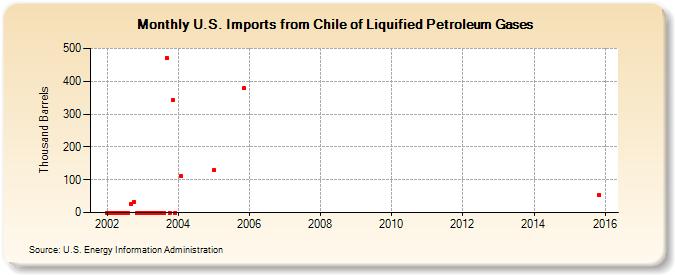 Monthly U.S. Imports from Chile of Liquified Petroleum Gases
Thousand Barrels
500
400
300
200
100
0
2002 2004 2006 2008 2010 2012 2014 2016
Source: U.S. Energy Information Administration